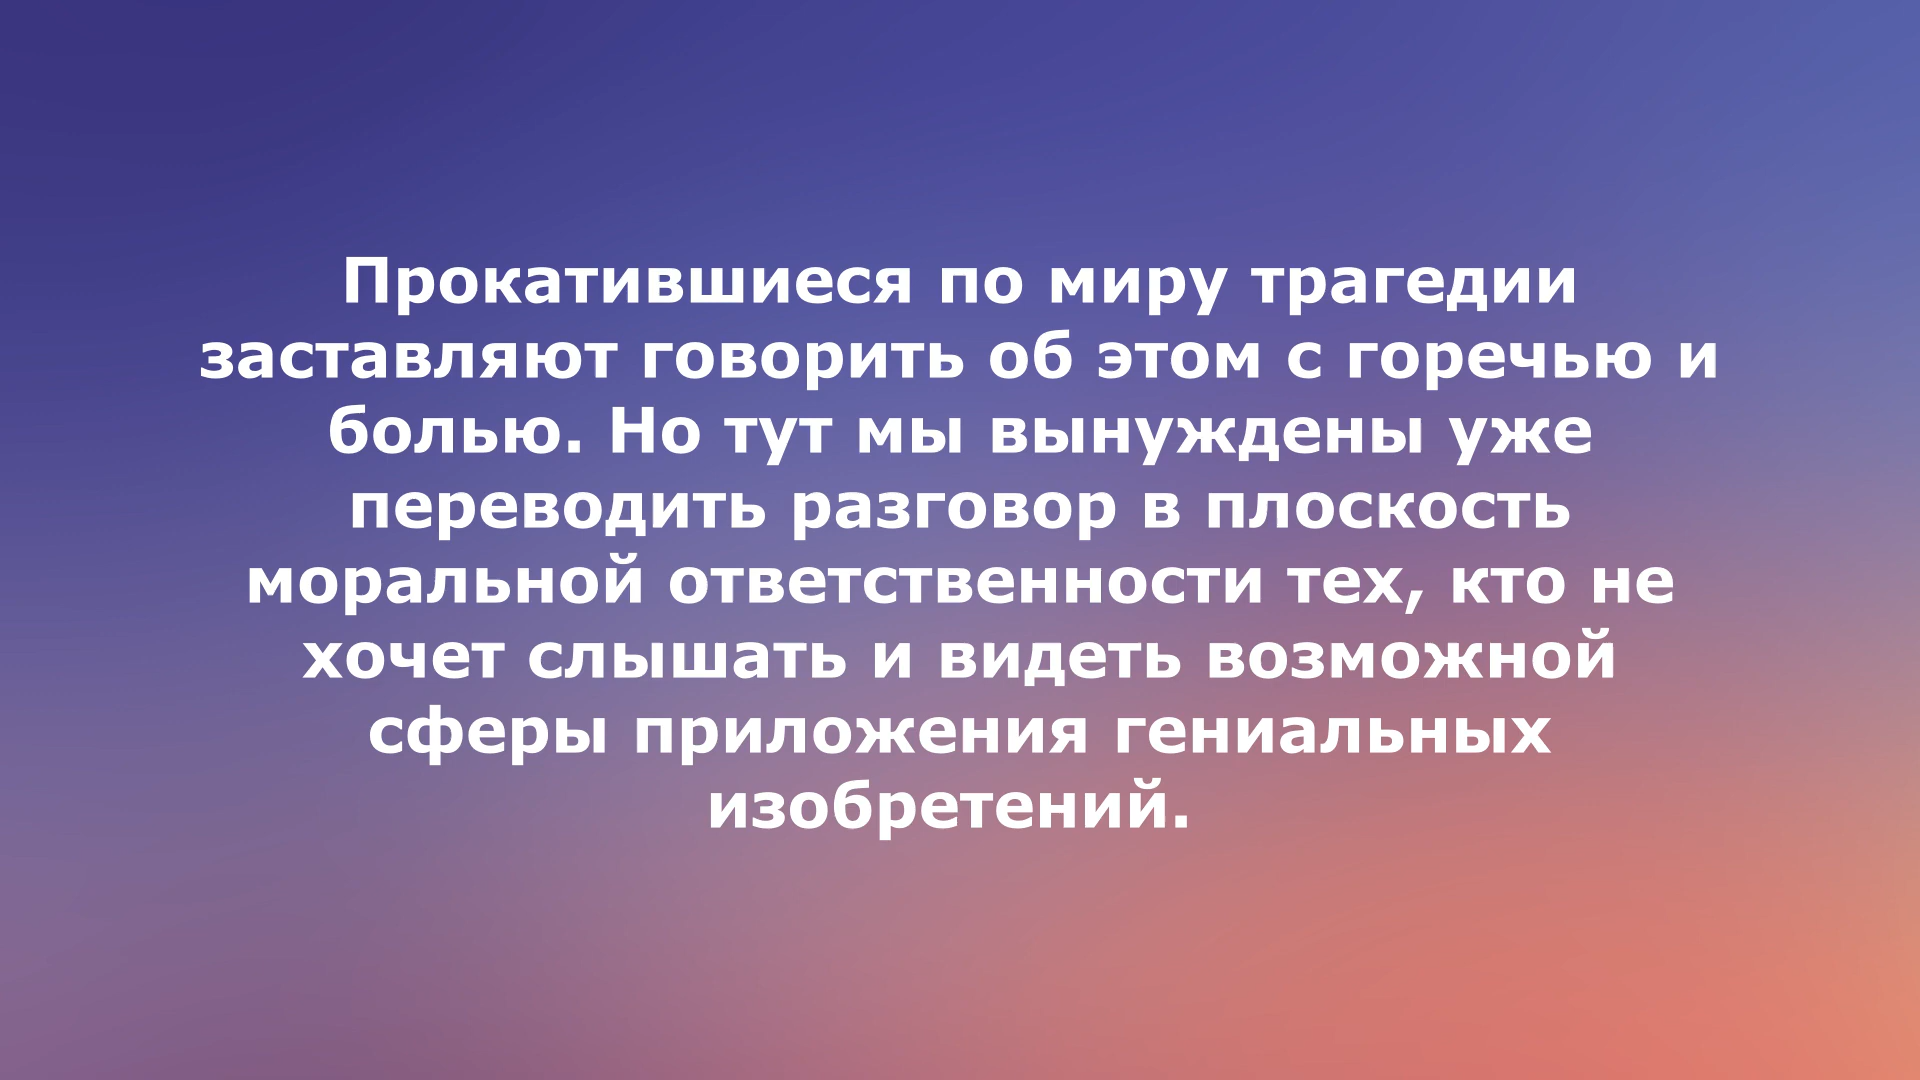 Прокатившиеся по миру трагедии
заставляют говорить об этом с горечью и
болью. Но тут мы вынуждены уже
переводить разговор в плоскость
моральной ответственности тех, кто не
хочет слышать и видеть возможной
сферы приложения гениальных
изобретений.